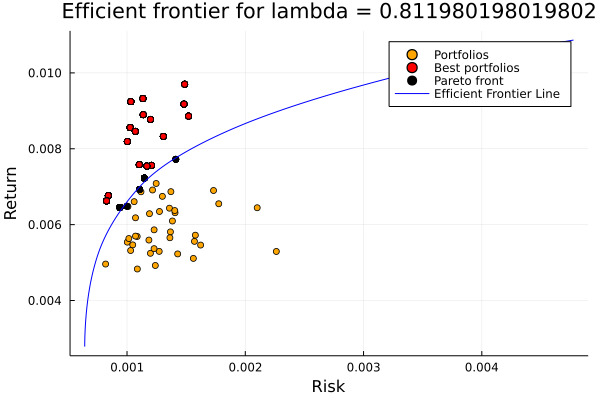 Efficient frontier for lambda = 0.811980198019802
Portfolios
Best portfolios
Pareto front
Efficient Frontier Line
Return
0.010
0.008
0.006
0.004
0.001 0.002 0.003 0.004
Risk